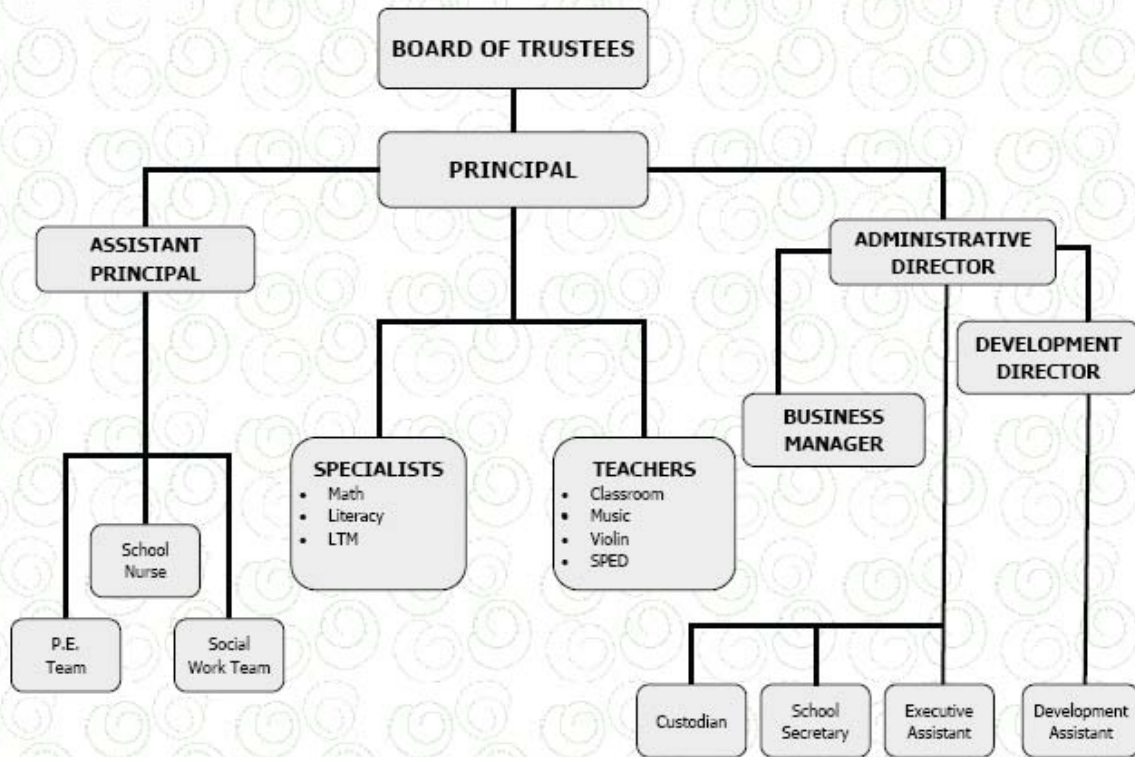 BOARD OF TRUSTEES
PRINCIPAL
ASSISTANT
PRINCIPAL
ADMINISTRATIVE
DIRECTOR
DEVELOPMENT
DIRECTOR
BUSINESS
MANAGER
SPECIALISTS
• Math
• Literacy
• LTM
TEACHERS
• Classroom
• Music
• Violin
• SPED
School
Nurse
P.E.
Team
Social
Work Team
Custodian
School
Secretary
Executive
Assistant
Development
Assistant